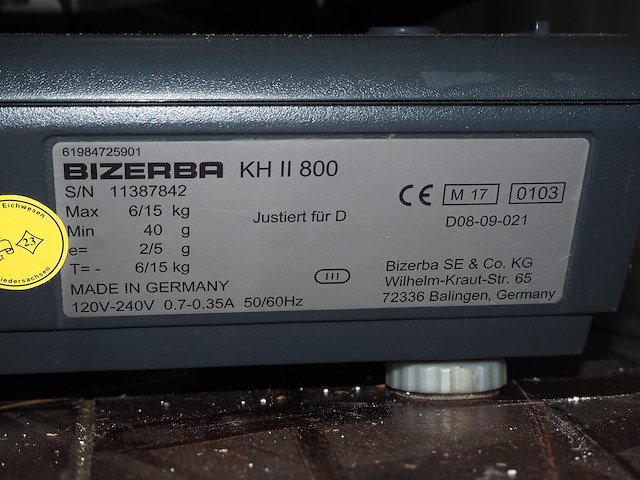 61984725901
BIZERBA KH II 800
S/N 11387842
Max 6/15 kg
Min 40 g
e= 2/5 g
T= - 6/15 kg
MADE IN GERMANY
120V-240V 0.7-0.35A 50/60Hz
Justiert für D
III
CE M 17 0103
D08-09-021
Bizerba SE & Co. KG
Wilhelm-Kraut-Str. 65
72336 Balingen, Germany
Eichwesen
23
iedersachsen